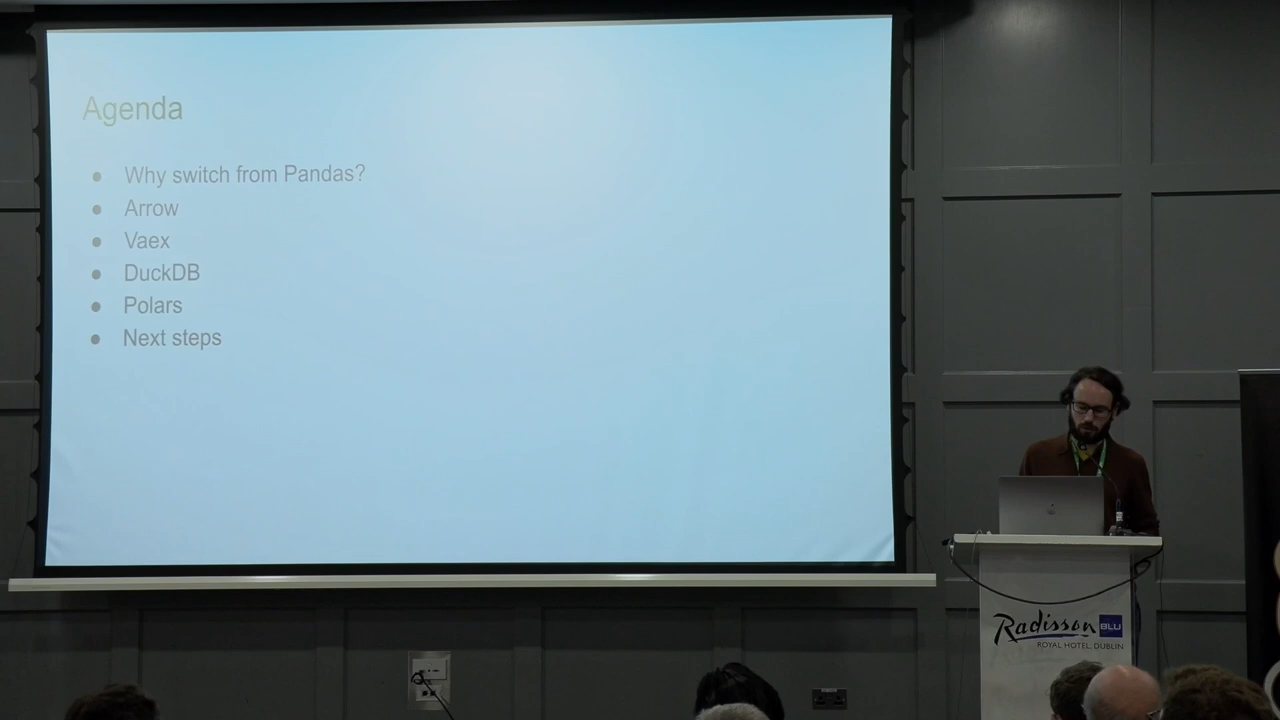 Agenda
● Why switch from Pandas?
● Arrow
● Vaex
● DuckDB
● Polars
● Next steps
Radisson BLU
ROYAL HOTEL, DUBLIN